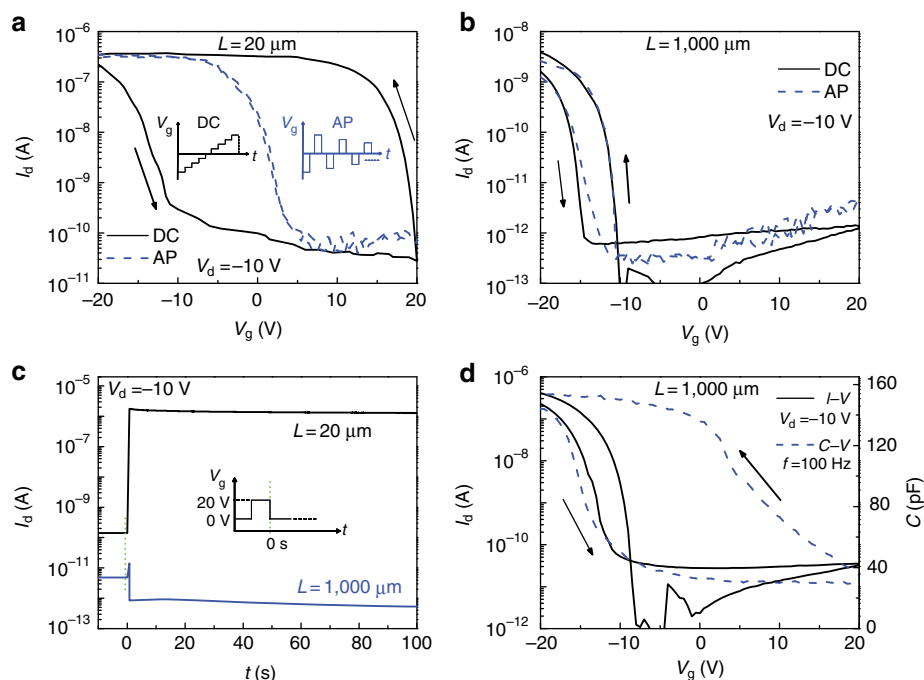 a
L = 20 µm
DC
AP
V_g
t
V_g
t
DC
AP
V_d = –10 V
10^–6
10^–7
10^–8
10^–9
10^–10
10^–11
I_d (A)
–20 –10 0 10 20
V_g (V)
b
L = 1,000 µm
DC
AP
V_d = –10 V
10^–7
10^–8
10^–9
10^–10
10^–11
10^–12
10^–13
I_d (A)
–20 –10 0 10 20
V_g (V)
c
V_d = –10 V
L = 20 µm
V_g
20 V
0 V
t
0 s
L = 1,000 µm
10^–5
10^–7
10^–9
10^–11
10^–13
I_d (A)
0 20 40 60 80 100
t (s)
d
L = 1,000 µm
I–V
V_d = –10 V
C–V
f = 100 Hz
10^–6
10^–8
10^–10
10^–12
I_d (A)
160
120
80
40
0
C (pF)
–20 –10 0 10 20
V_g (V)